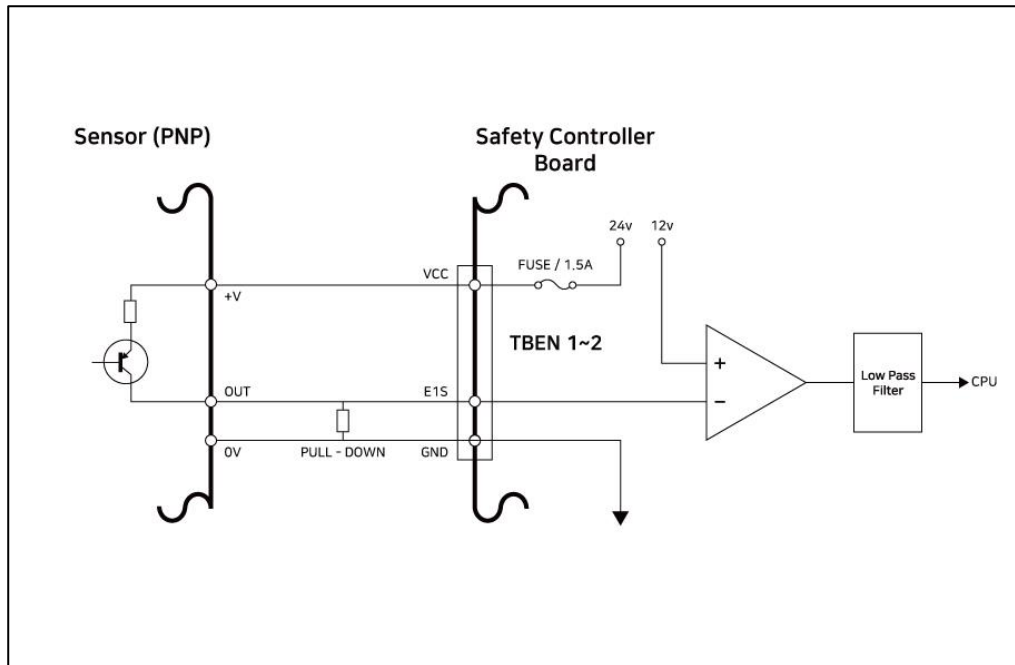 Sensor (PNP)
Safety Controller
Board
24v
12v
VCC
FUSE / 1.5A
+V
TBEN 1~2
+
Low Pass
Filter
CPU
OUT
E1S
−
0V
PULL - DOWN
GND